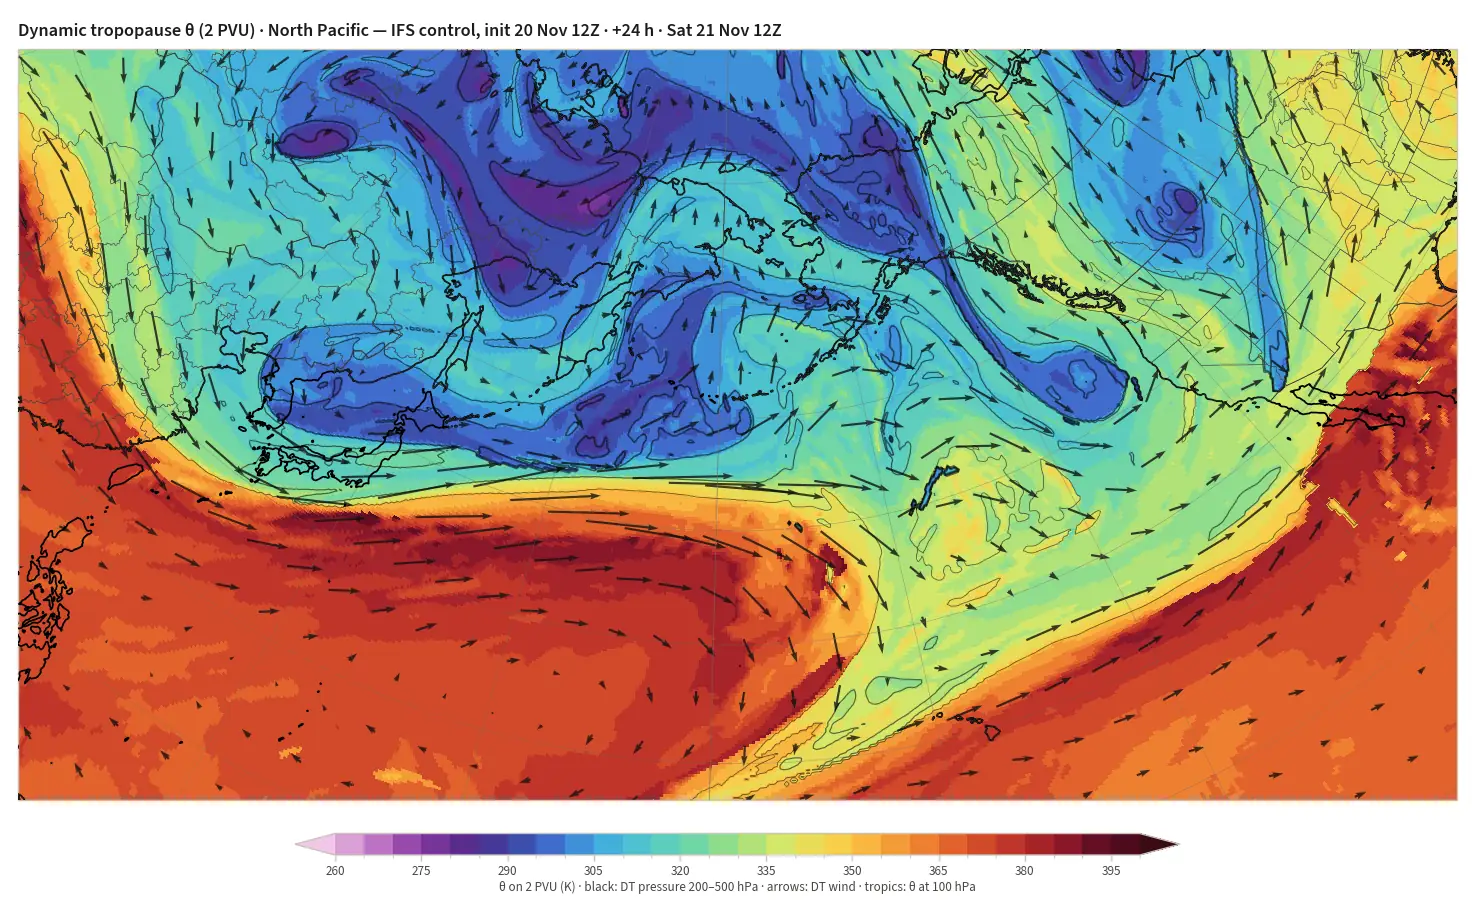 Dynamic tropopause θ (2 PVU) · North Pacific — IFS control, init 20 Nov 12Z · +24 h · Sat 21 Nov 12Z
260 275 290 305 320 335 350 365 380 395
θ on 2 PVU (K) · black: DT pressure 200–500 hPa · arrows: DT wind · tropics: θ at 100 hPa